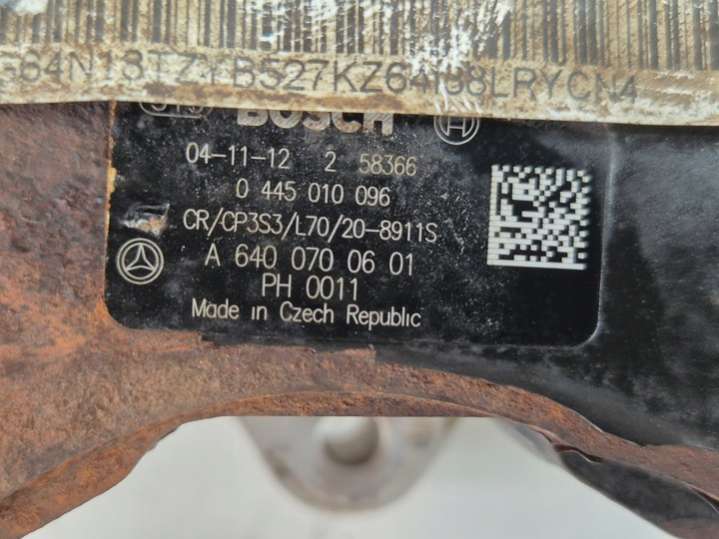 G64N13TZYB527KZ64J38LRYCN4
BOSCH
04-11-12 2 58366
0 445 010 096
CR/CP3S3/L70/20-8911S
A 640 070 06 01
PH 0011
Made in Czech Republic